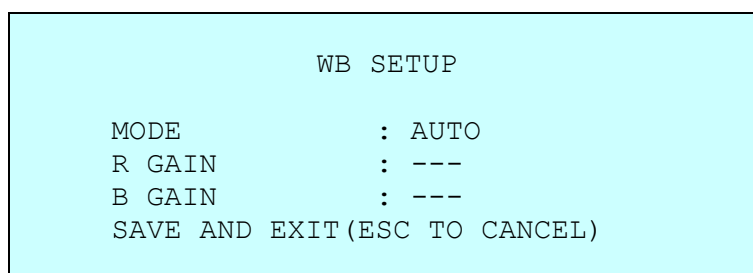 WB SETUP
MODE : AUTO
R GAIN : ---
B GAIN : ---
SAVE AND EXIT(ESC TO CANCEL)